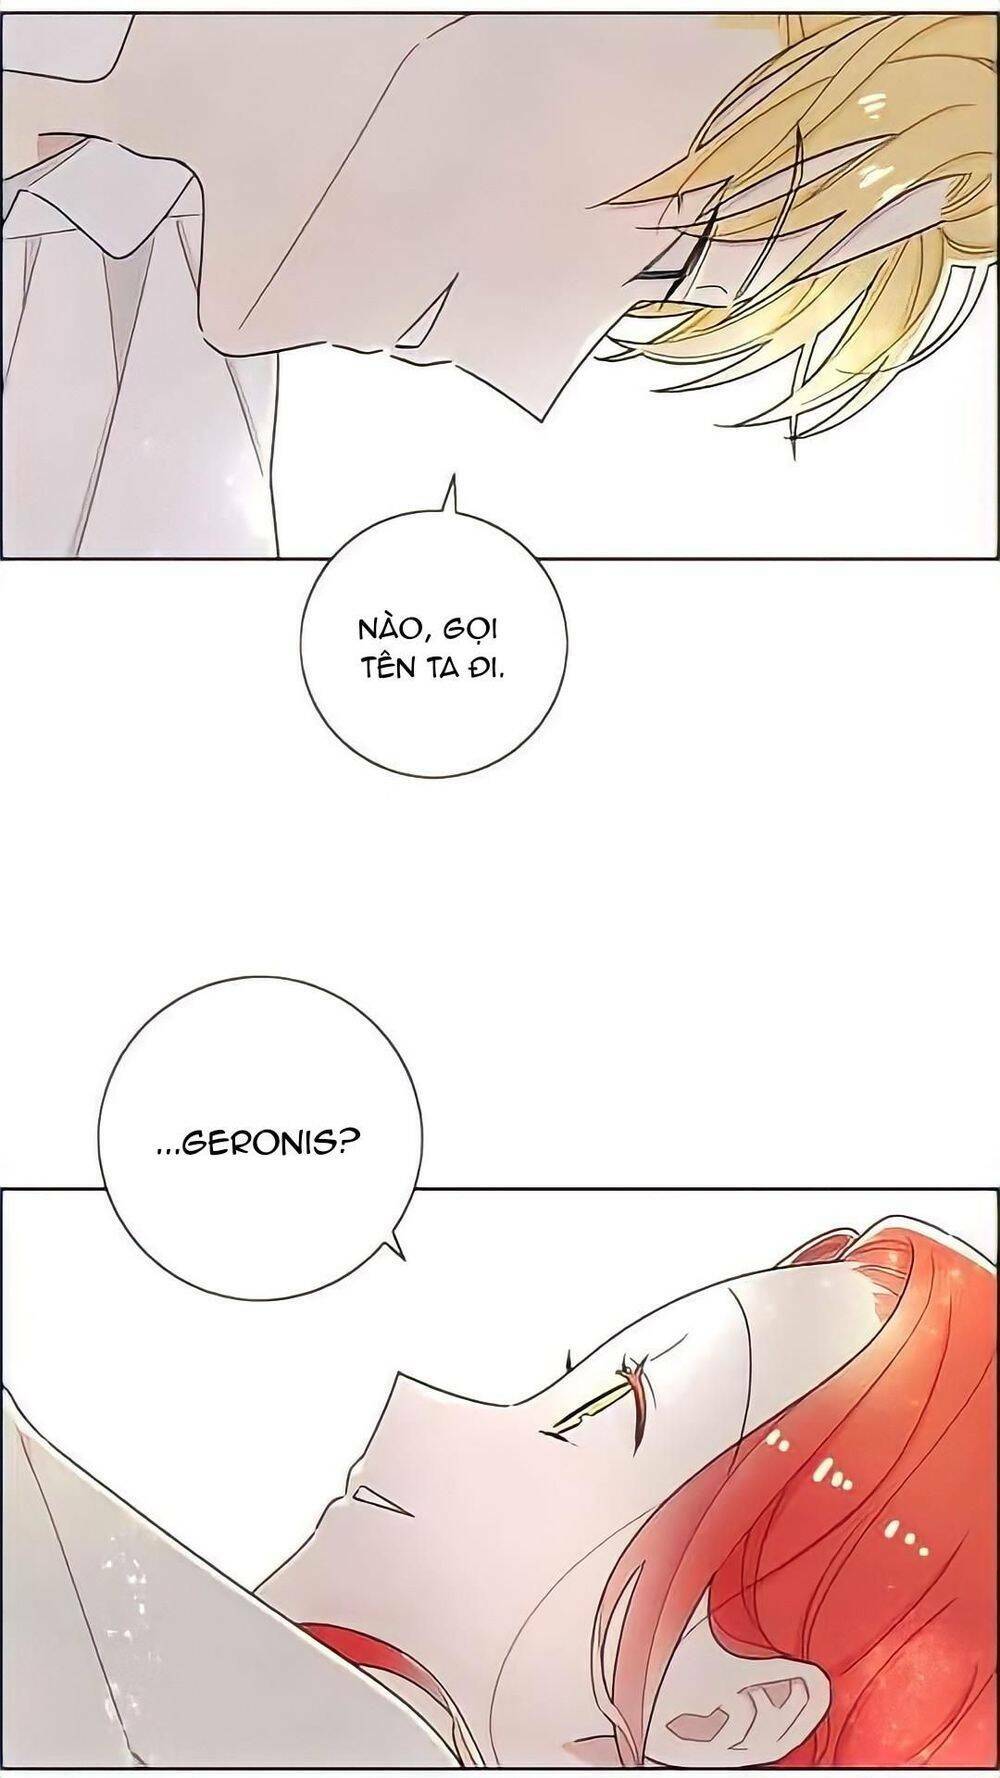 NÀO, GỌI
TÊN TA ĐI.
...GERONIS?